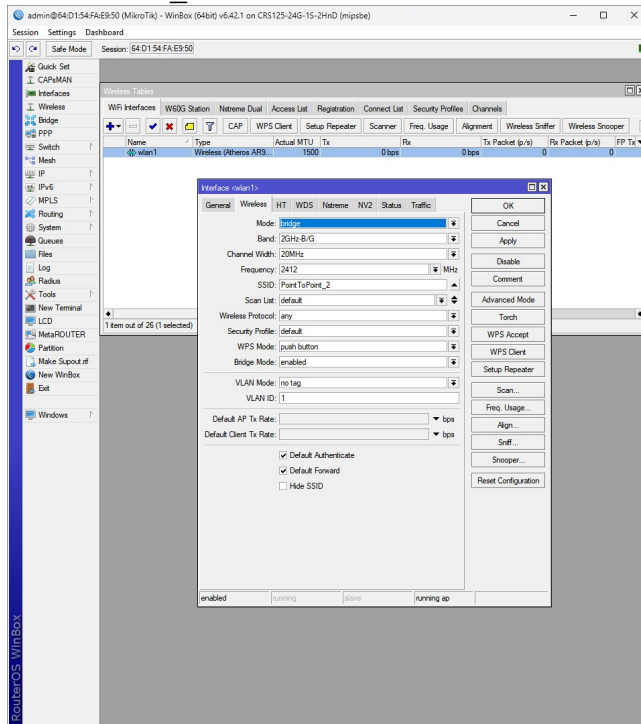 admin@64:D1:54:FA:E9:50 (MikroTik) - WinBox (64bit) v6.42.1 on CRS125-24G-1S-2HnD (mipsbe)
Session Settings Dashboard
Safe Mode Session: 64:D1:54:FA:E9:50
Quick Set
CAPsMAN
Interfaces
Wireless
Bridge
PPP
Switch
Mesh
IP
IPv6
MPLS
Routing
System
Queues
Files
Log
Radius
Tools
New Terminal
LCD
MetaROUTER
Partition
Make Supout.rif
New WinBox
Exit
Windows
RouterOS WinBox
Wireless Tables
WiFi Interfaces W60G Station Nstreme Dual Access List Registration Connect List Security Profiles Channels
CAP WPS Client Setup Repeater Scanner Freq. Usage Alignment Wireless Sniffer Wireless Snooper
Name Type Actual MTU Tx Rx Tx Packet (p/s) Rx Packet (p/s) FP Tx
wlan1 Wireless (Atheros AR9... 1500 0 bps 0 bps 0 0
1 item out of 26 (1 selected)
Interface <wlan1>
General Wireless HT WDS Nstreme NV2 Status Traffic
Mode: bridge
Band: 2GHz-B/G
Channel Width: 20MHz
Frequency: 2412 MHz
SSID: PointToPoint_2
Scan List: default
Wireless Protocol: any
Security Profile: default
WPS Mode: push button
Bridge Mode: enabled
VLAN Mode: no tag
VLAN ID: 1
Default AP Tx Rate: bps
Default Client Tx Rate: bps
Default Authenticate
Default Forward
Hide SSID
OK
Cancel
Apply
Disable
Comment
Advanced Mode
Torch
WPS Accept
WPS Client
Setup Repeater
Scan...
Freq. Usage...
Align...
Sniff...
Snooper...
Reset Configuration
enabled running slave running ap